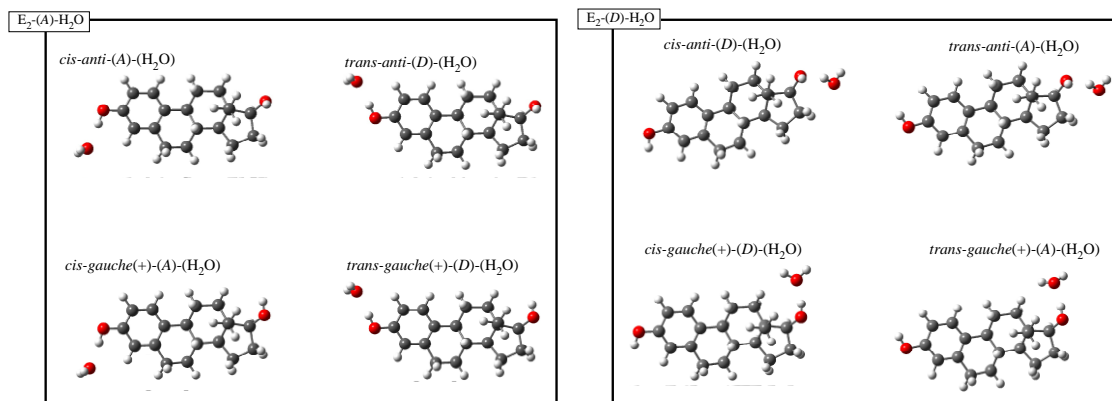 E₂-(A)-H₂O
cis-anti-(A)-(H₂O)
trans-anti-(D)-(H₂O)
cis-gauche(+)-(A)-(H₂O)
trans-gauche(+)-(D)-(H₂O)
E₂-(D)-H₂O
cis-anti-(D)-(H₂O)
trans-anti-(A)-(H₂O)
cis-gauche(+)-(D)-(H₂O)
trans-gauche(+)-(A)-(H₂O)